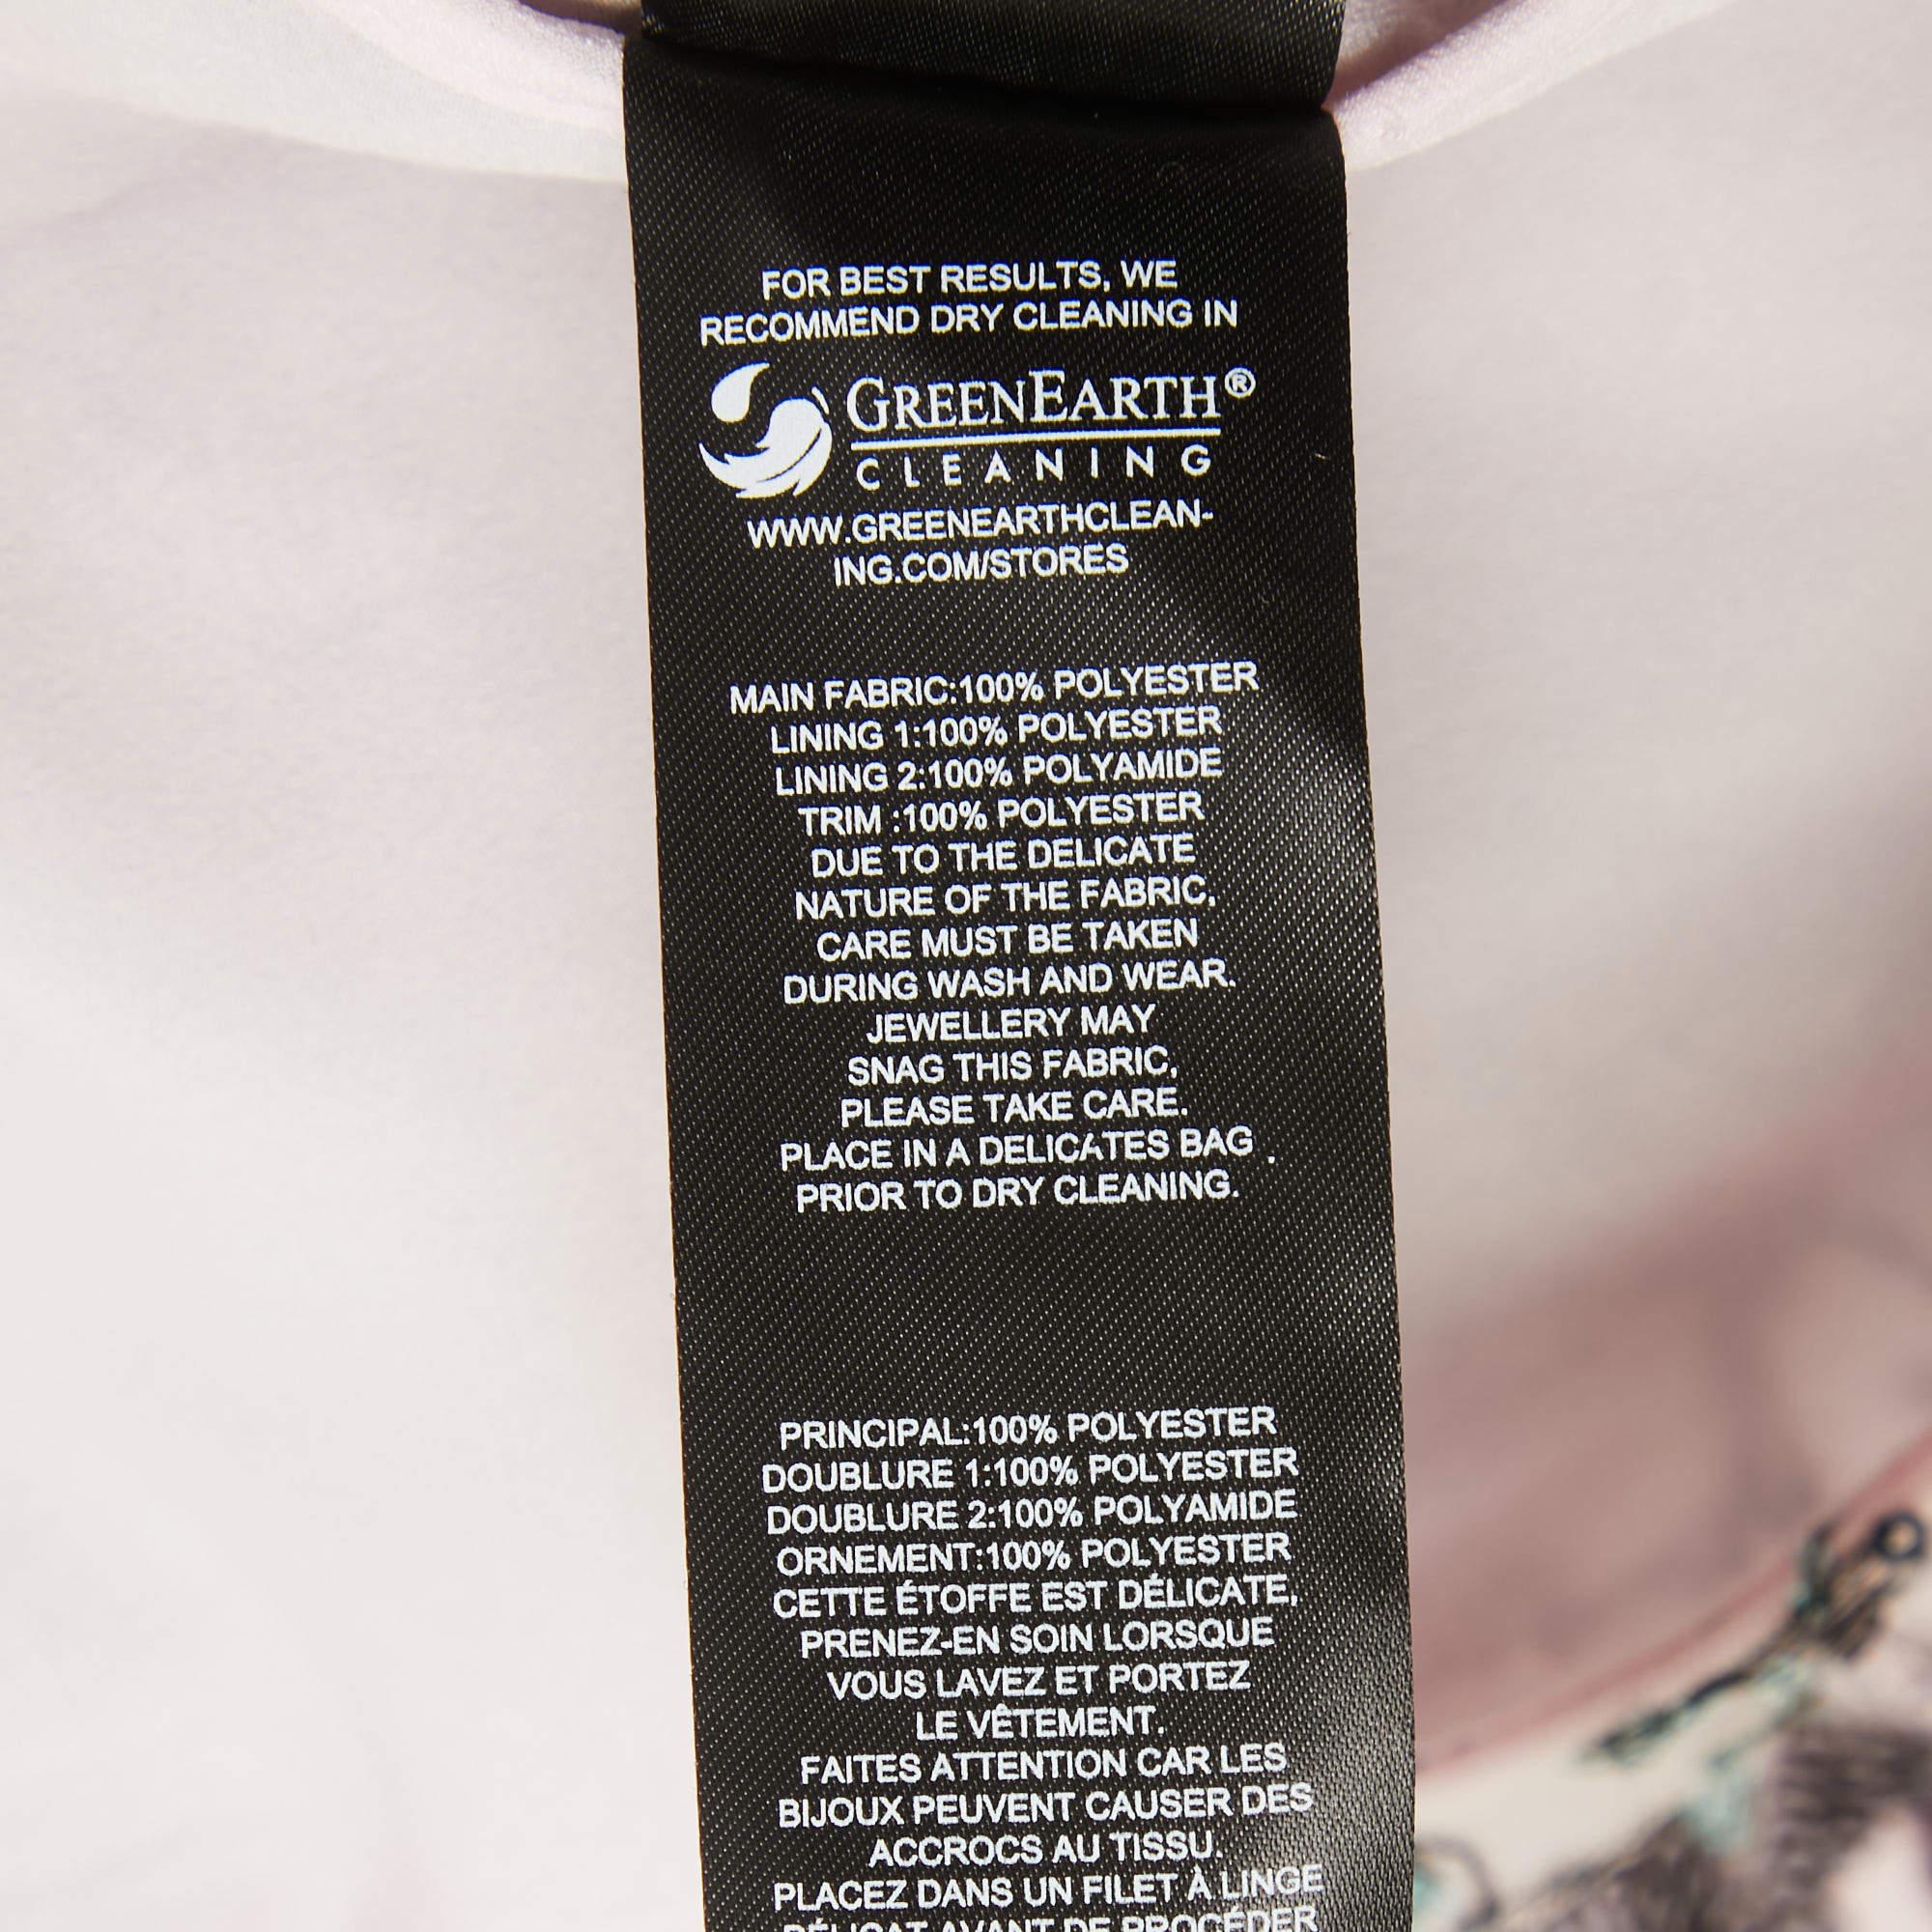 FOR BEST RESULTS, WE
RECOMMEND DRY CLEANING IN
GREENEARTH®
CLEANING
WWW.GREENEARTHCLEAN-
ING.COM/STORES
MAIN FABRIC:100% POLYESTER
LINING 1:100% POLYESTER
LINING 2:100% POLYAMIDE
TRIM :100% POLYESTER
DUE TO THE DELICATE
NATURE OF THE FABRIC,
CARE MUST BE TAKEN
DURING WASH AND WEAR.
JEWELLERY MAY
SNAG THIS FABRIC,
PLEASE TAKE CARE.
PLACE IN A DELICATES BAG .
PRIOR TO DRY CLEANING.
PRINCIPAL:100% POLYESTER
DOUBLURE 1:100% POLYESTER
DOUBLURE 2:100% POLYAMIDE
ORNEMENT:100% POLYESTER
CETTE ÉTOFFE EST DÉLICATE,
PRENEZ-EN SOIN LORSQUE
VOUS LAVEZ ET PORTEZ
LE VÊTEMENT.
FAITES ATTENTION CAR LES
BIJOUX PEUVENT CAUSER DES
ACCROCS AU TISSU.
PLACEZ DANS UN FILET À LINGE
DÉLICAT AVANT DE PROCÉDER